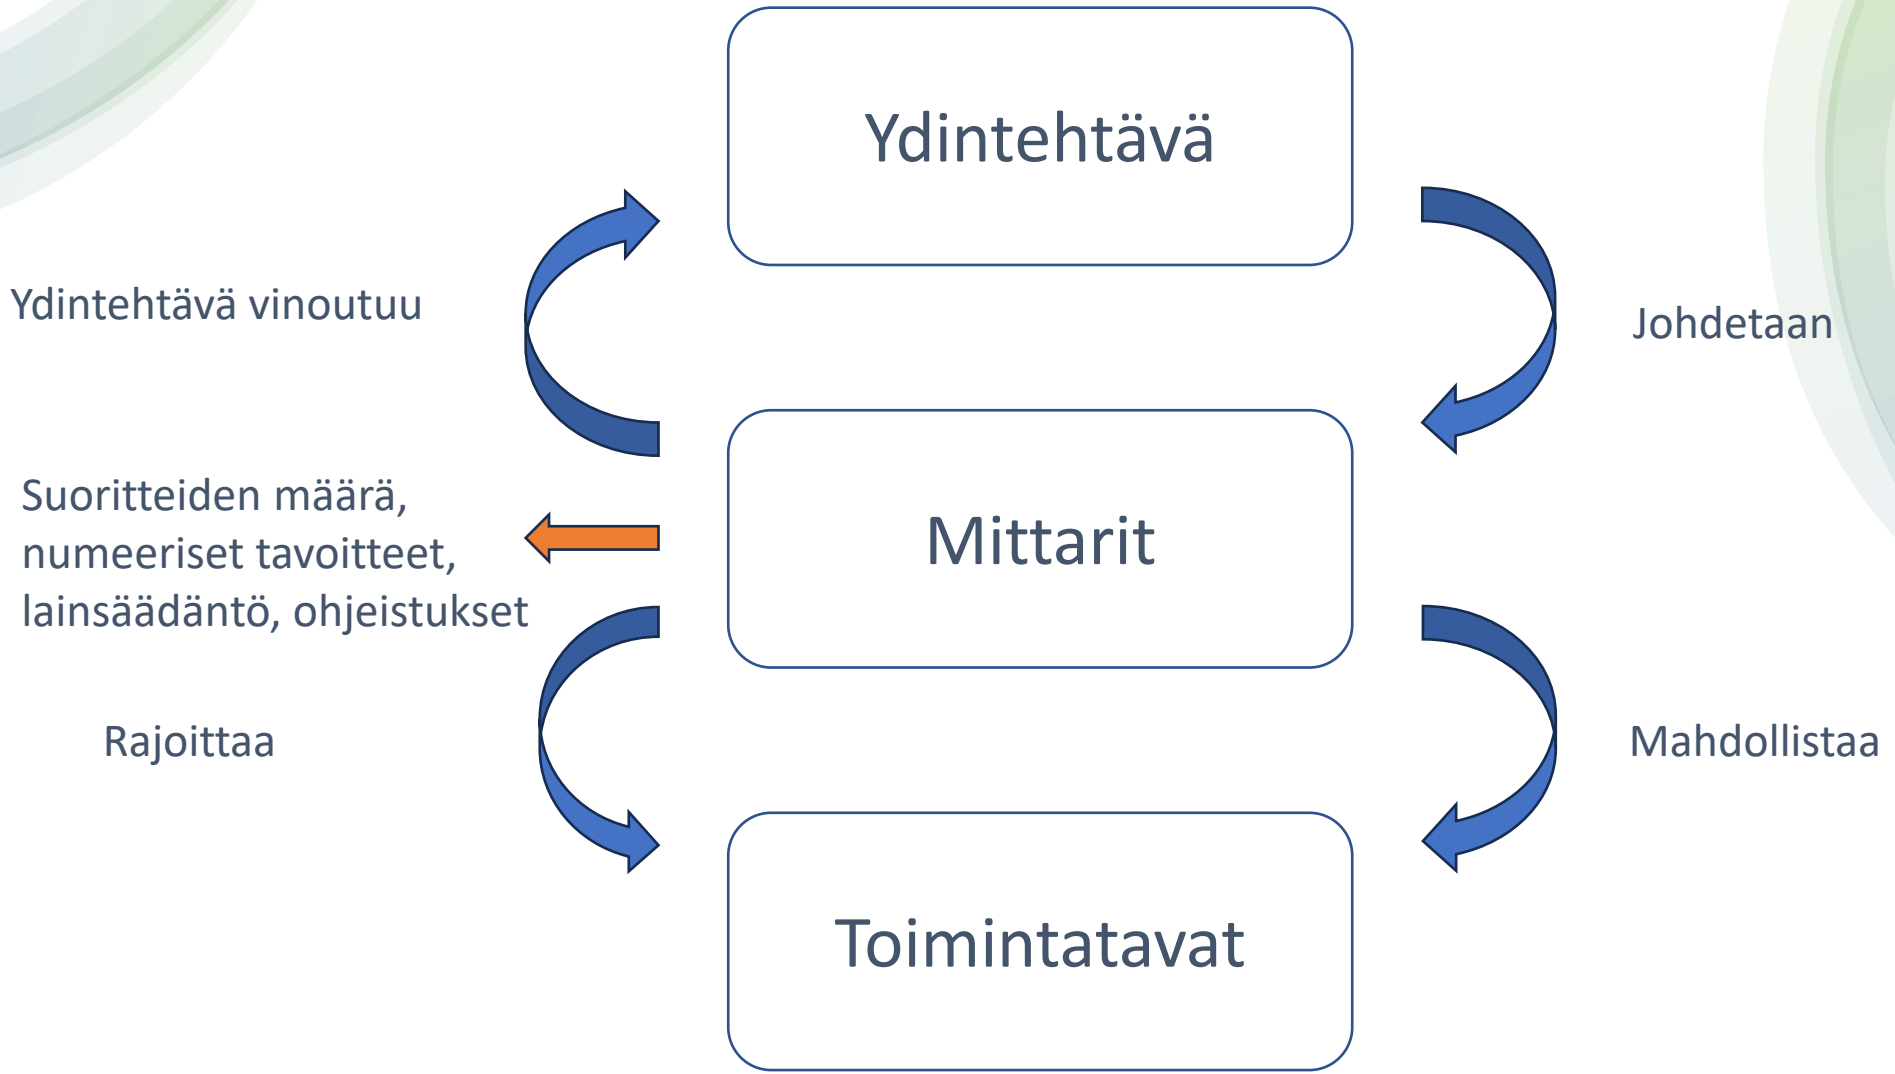 Ydintehtävä
Ydintehtävä vinoutuu
Johdetaan
Suoritteiden määrä,
numeeriset tavoitteet,
lainsäädäntö, ohjeistukset
Mittarit
Rajoittaa
Mahdollistaa
Toimintatavat